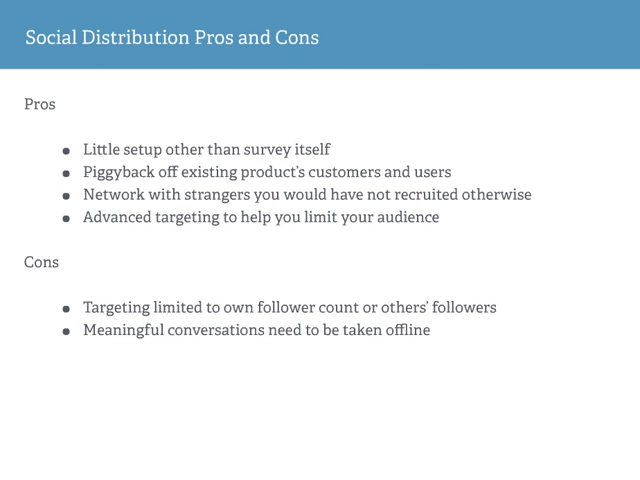 Social Distribution Pros and Cons
Pros
• Little setup other than survey itself
• Piggyback off existing product's customers and users
• Network with strangers you would have not recruited otherwise
• Advanced targeting to help you limit your audience
Cons
• Targeting limited to own follower count or others' followers
• Meaningful conversations need to be taken offline